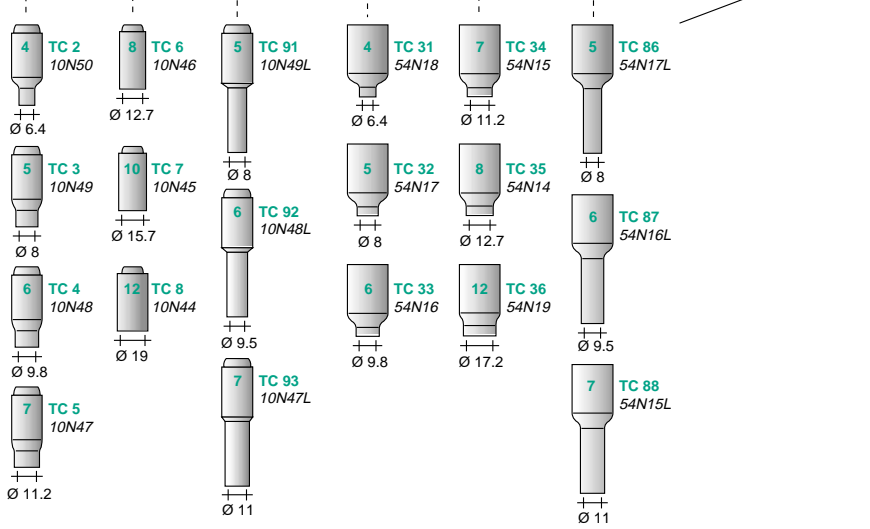 4 TC 2
10N50
Ø 6.4
5 TC 3
10N49
Ø 8
6 TC 4
10N48
Ø 9.8
7 TC 5
10N47
Ø 11.2
8 TC 6
10N46
Ø 12.7
10 TC 7
10N45
Ø 15.7
12 TC 8
10N44
Ø 19
5 TC 91
10N49L
Ø 8
6 TC 92
10N48L
Ø 9.5
7 TC 93
10N47L
Ø 11
4 TC 31
54N18
Ø 6.4
5 TC 32
54N17
Ø 8
6 TC 33
54N16
Ø 9.8
7 TC 34
54N15
Ø 11.2
8 TC 35
54N14
Ø 12.7
12 TC 36
54N19
Ø 17.2
5 TC 86
54N17L
Ø 8
6 TC 87
54N16L
Ø 9.5
7 TC 88
54N15L
Ø 11